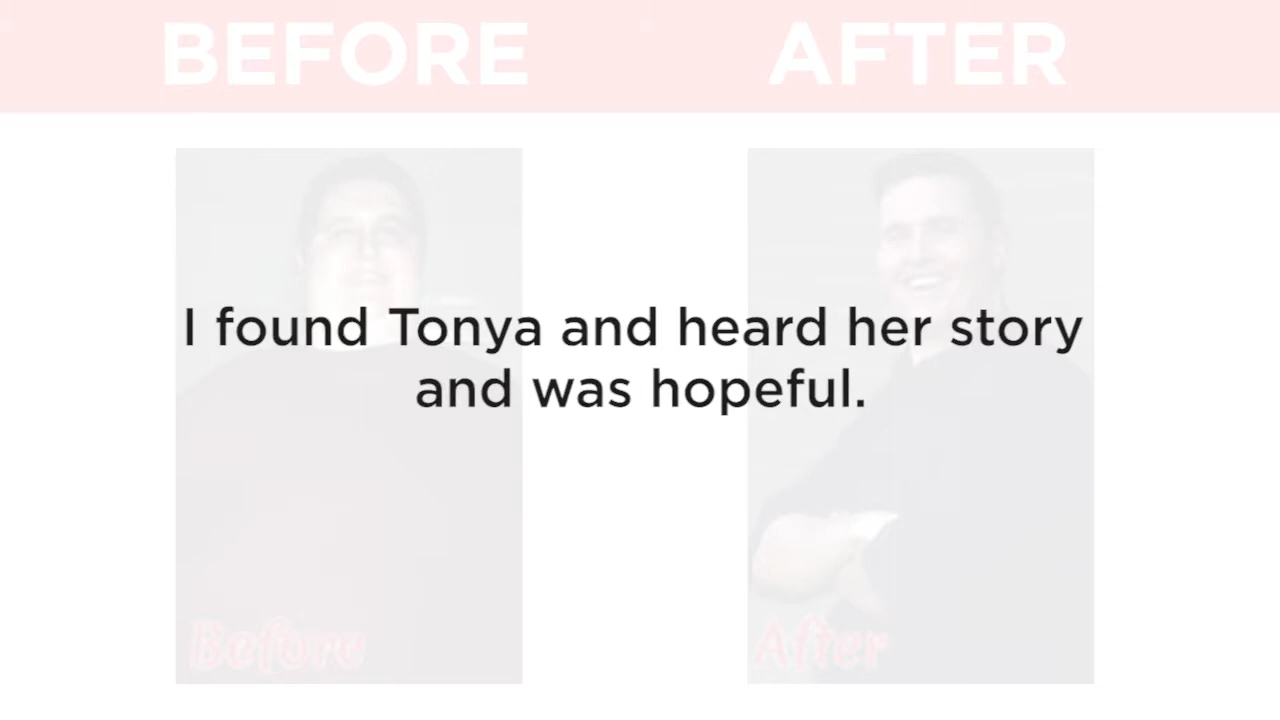 BEFORE AFTER
I found Tonya and heard her story
and was hopeful.
Before After